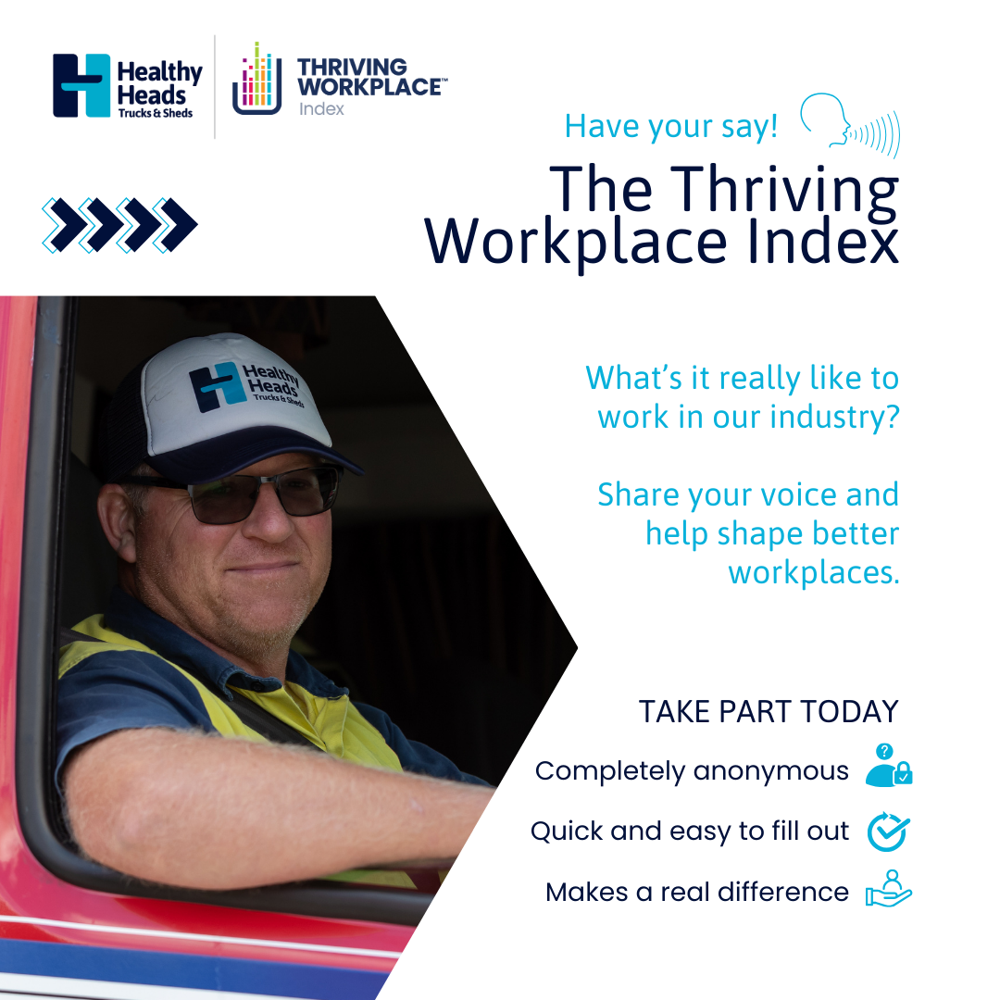 Healthy
Heads
Trucks & Sheds
THRIVING
WORKPLACE™
Index
Have your say!
The Thriving
Workplace Index
Healthy
Heads
Trucks & Sheds
What's it really like to
work in our industry?
Share your voice and
help shape better
workplaces.
TAKE PART TODAY
?
Completely anonymous
Quick and easy to fill out
Makes a real difference